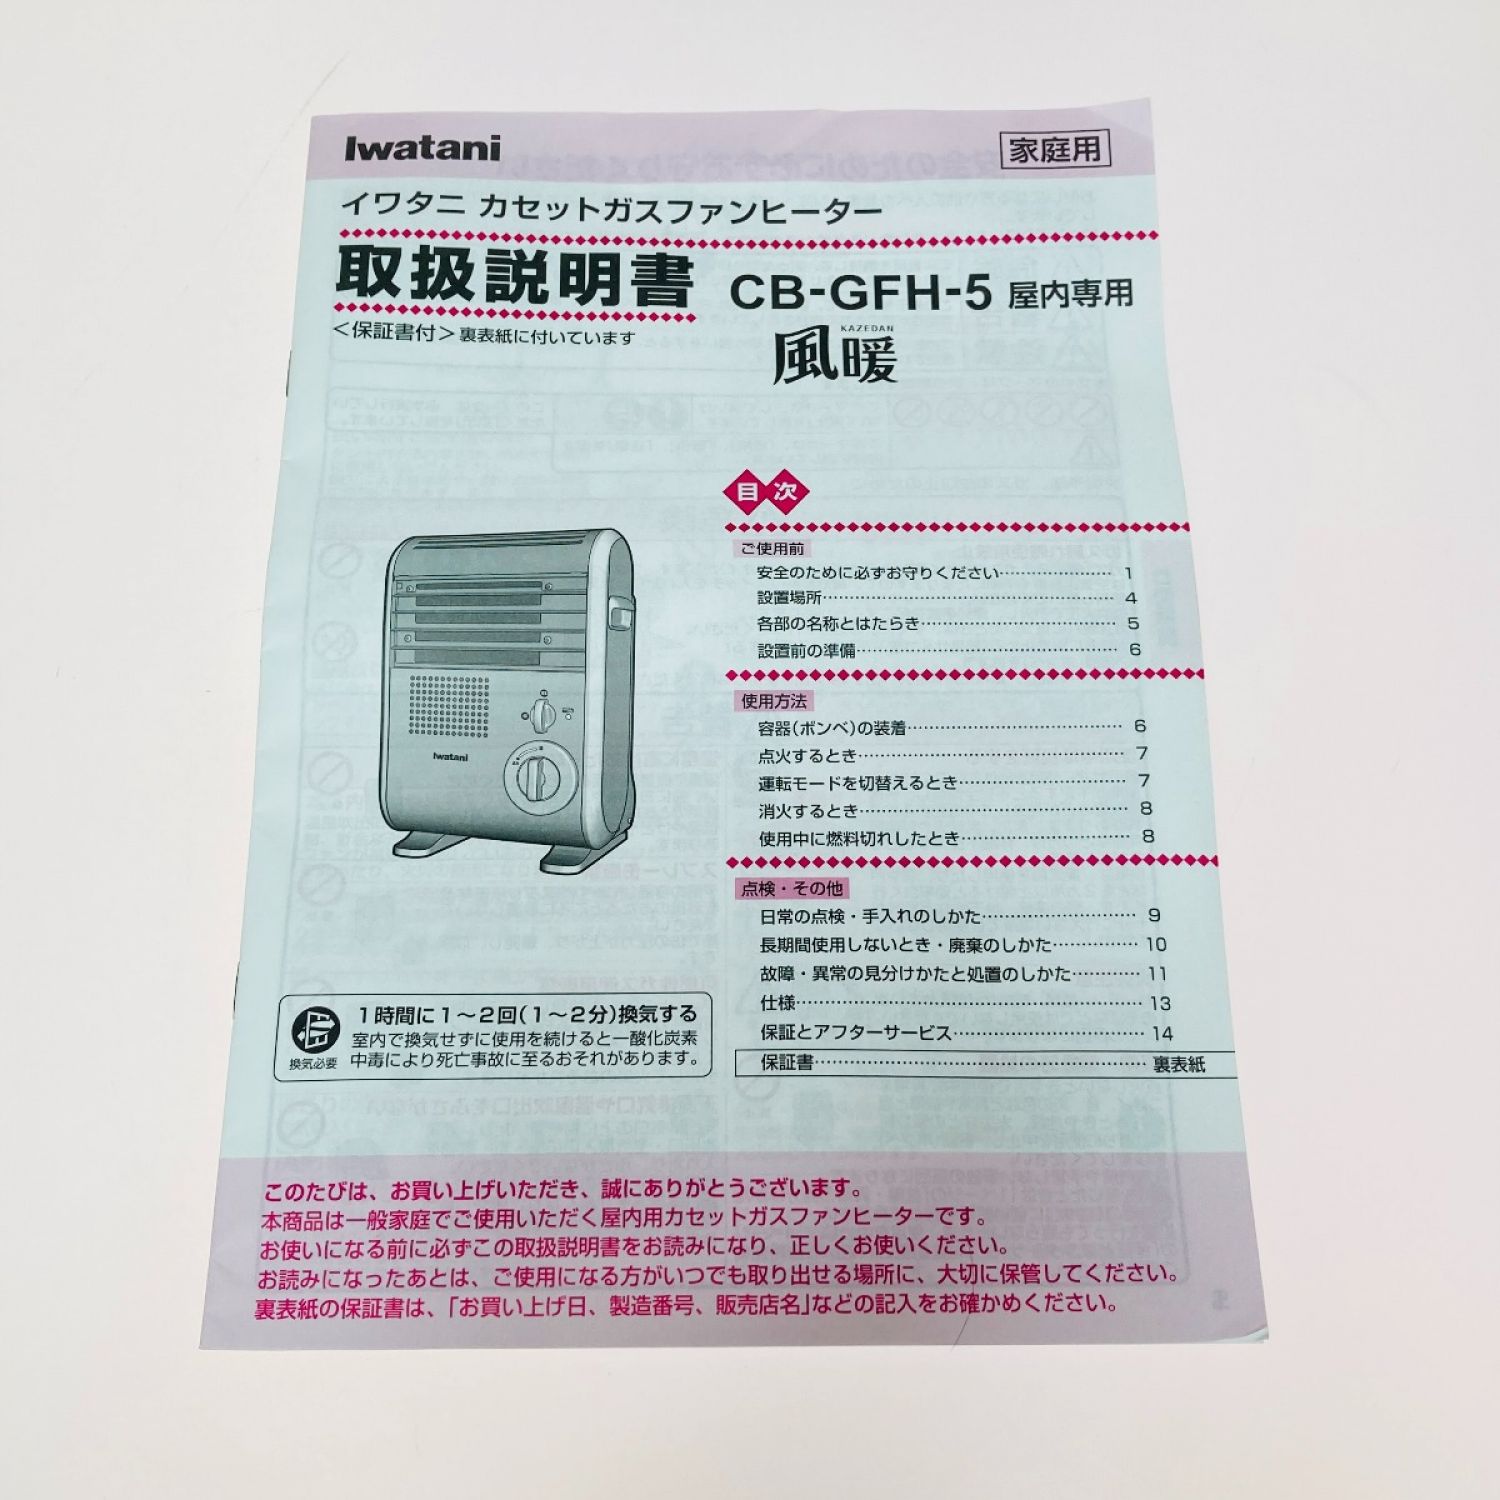 Iwatani
家庭用
イワタニ カセットガスファンヒーター
取扱説明書
CB-GFH-5 屋内専用
<保証書付>裏表紙に付いています
KAZEDAN
風暖
目次
ご使用前
安全のために必ずお守りください…………………… 1
設置場所…………………………………………… 4
各部の名称とはたらき…………………………… 5
設置前の準備……………………………………… 6
使用方法
容器(ボンベ)の装着……………………………… 6
点火するとき……………………………………… 7
運転モードを切替えるとき……………………… 7
消火するとき……………………………………… 8
使用中に燃料切れしたとき……………………… 8
点検・その他
日常の点検・手入れのしかた…………………… 9
長期間使用しないとき・廃棄のしかた………… 10
故障・異常の見分けかたと処置のしかた……… 11
仕様………………………………………………… 13
保証とアフターサービス………………………… 14
保証書……………………………………………… 裏表紙
Iwatani
換気必要
1時間に1～2回(1～2分)換気する
室内で換気せずに使用を続けると一酸化炭素
中毒により死亡事故に至るおそれがあります。
このたびは、お買い上げいただき、誠にありがとうございます。
本商品は一般家庭でご使用いただく屋内用カセットガスファンヒーターです。
お使いになる前に必ずこの取扱説明書をお読みになり、正しくお使いください。
お読みになったあとは、ご使用になる方がいつでも取り出せる場所に、大切に保管してください。
裏表紙の保証書は、「お買い上げ日、製造番号、販売店名」などの記入をお確かめください。